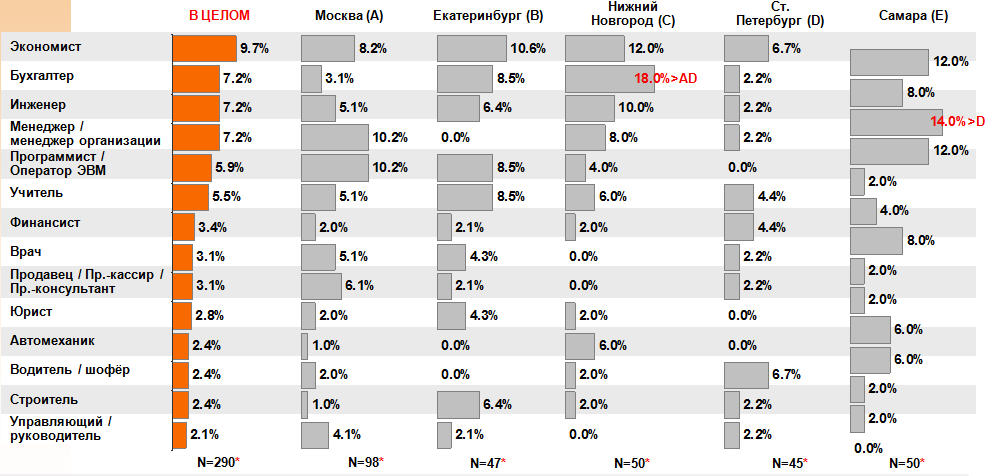 В ЦЕЛОМ Москва (A) Екатеринбург (B) Нижний Новгород (C) Ст. Петербург (D) Самара (E)
Экономист 9.7% 8.2% 10.6% 12.0% 6.7% 12.0%
Бухгалтер 7.2% 3.1% 8.5% 18.0%>AD 2.2% 8.0%
Инженер 7.2% 5.1% 6.4% 10.0% 2.2% 14.0%>D
Менеджер /
менеджер организации 7.2% 10.2% 0.0% 8.0% 2.2% 12.0%
Программист /
Оператор ЭВМ 5.9% 10.2% 8.5% 4.0% 0.0% 2.0%
Учитель 5.5% 5.1% 8.5% 6.0% 4.4% 4.0%
Финансист 3.4% 2.0% 2.1% 2.0% 4.4% 8.0%
Врач 3.1% 5.1% 4.3% 0.0% 2.2% 2.0%
Продавец / Пр.-кассир /
Пр.-консультант 3.1% 6.1% 2.1% 0.0% 2.2% 2.0%
Юрист 2.8% 2.0% 4.3% 2.0% 0.0% 6.0%
Автомеханик 2.4% 1.0% 0.0% 6.0% 0.0% 6.0%
Водитель / шофёр 2.4% 2.0% 0.0% 2.0% 6.7% 2.0%
Строитель 2.4% 1.0% 6.4% 2.0% 2.2% 2.0%
Управляющий /
руководитель 2.1% 4.1% 2.1% 0.0% 2.2% 0.0%
N=290* N=98* N=47* N=50* N=45* N=50*